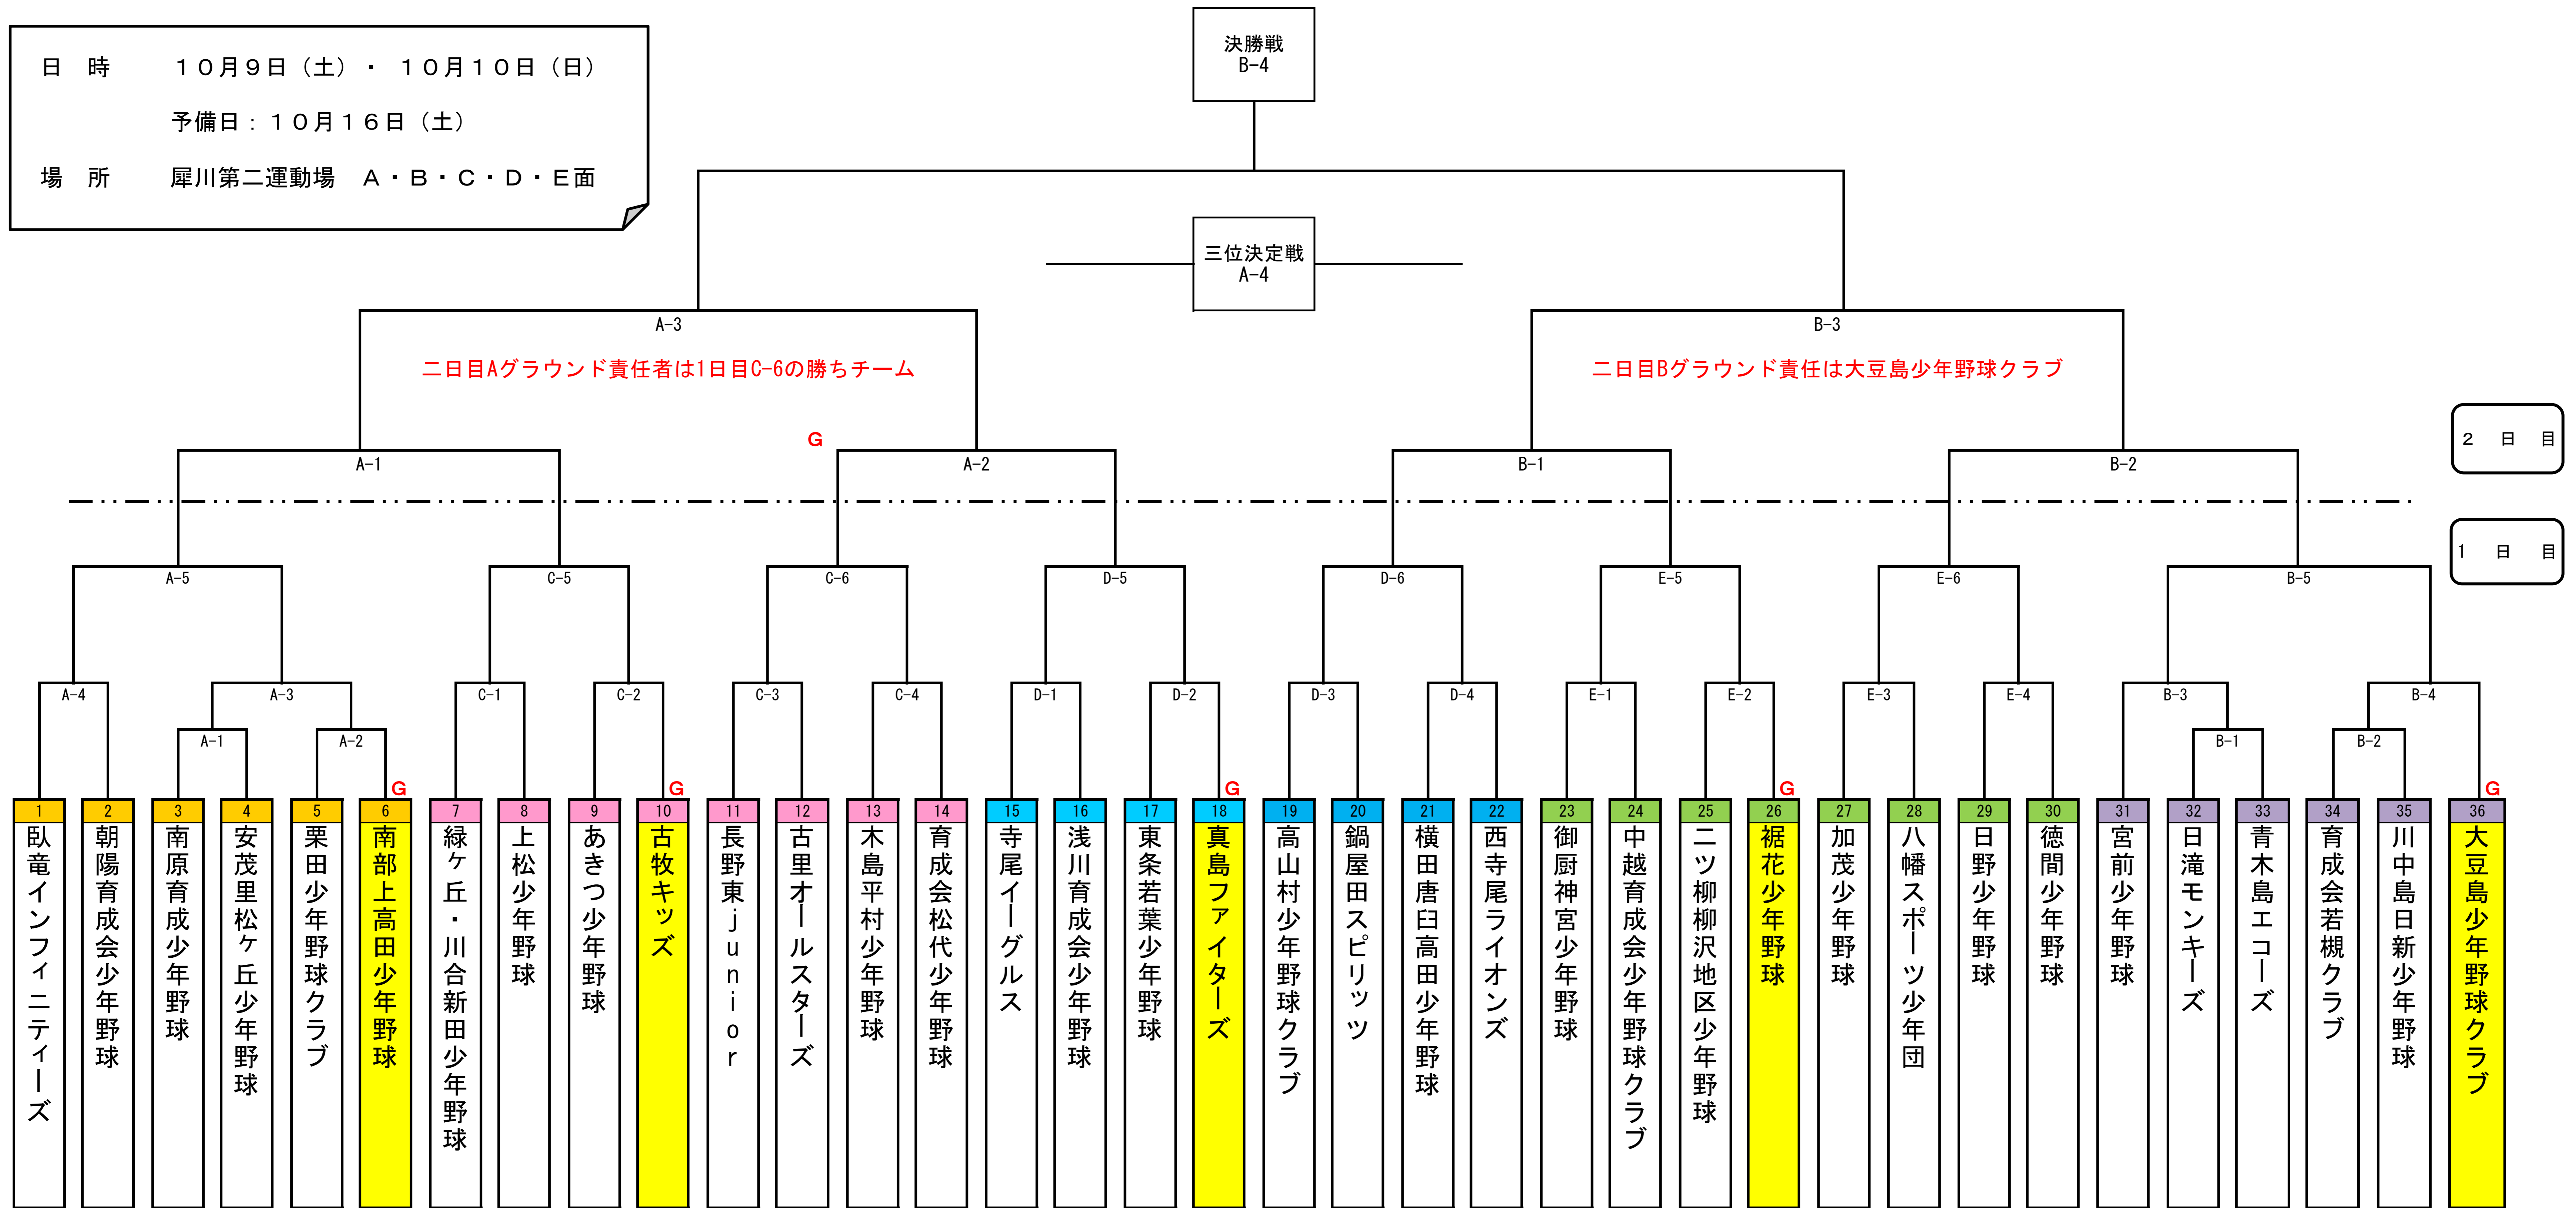 日　時　　１０月９日（土）・　１０月１０日（日）
予備日：１０月１６日（土）
場　所　　犀川第二運動場　Ａ・Ｂ・Ｃ・Ｄ・Ｅ面
決勝戦
B-4
三位決定戦
A-4
A-3
B-3
二日目Aグラウンド責任者は1日目C-6の勝ちチーム
二日目Bグラウンド責任は大豆島少年野球クラブ
２　日　目
G
A-1
A-2
B-1
B-2
１　日　目
A-5
C-5
C-6
D-5
D-6
E-5
E-6
B-5
A-4
A-3
C-1
C-2
C-3
C-4
D-1
D-2
D-3
D-4
E-1
E-2
E-3
E-4
B-3
B-4
A-1
A-2
B-1
B-2
G
G
G
G
G
1
臥竜インフィニティーズ
2
朝陽育成会少年野球
3
南原育成少年野球
4
安茂里松ケ丘少年野球
5
栗田少年野球クラブ
6
南部上高田少年野球
7
緑ヶ丘・川合新田少年野球
8
上松少年野球
9
あきつ少年野球
10
古牧キッズ
11
長野東ｊｕｎｉｏｒ
12
古里オールスターズ
13
木島平村少年野球
14
育成会松代少年野球
15
寺尾イーグルス
16
浅川育成会少年野球
17
東条若葉少年野球
18
真島ファイターズ
19
高山村少年野球クラブ
20
鍋屋田スピリッツ
21
横田唐臼高田少年野球
22
西寺尾ライオンズ
23
御厨神宮少年野球
24
中越育成会少年野球クラブ
25
二ツ柳柳沢地区少年野球
26
裾花少年野球
27
加茂少年野球
28
八幡スポーツ少年団
29
日野少年野球
30
徳間少年野球
31
宮前少年野球
32
日滝モンキーズ
33
青木島エコーズ
34
育成会若槻クラブ
35
川中島日新少年野球
36
大豆島少年野球クラブ